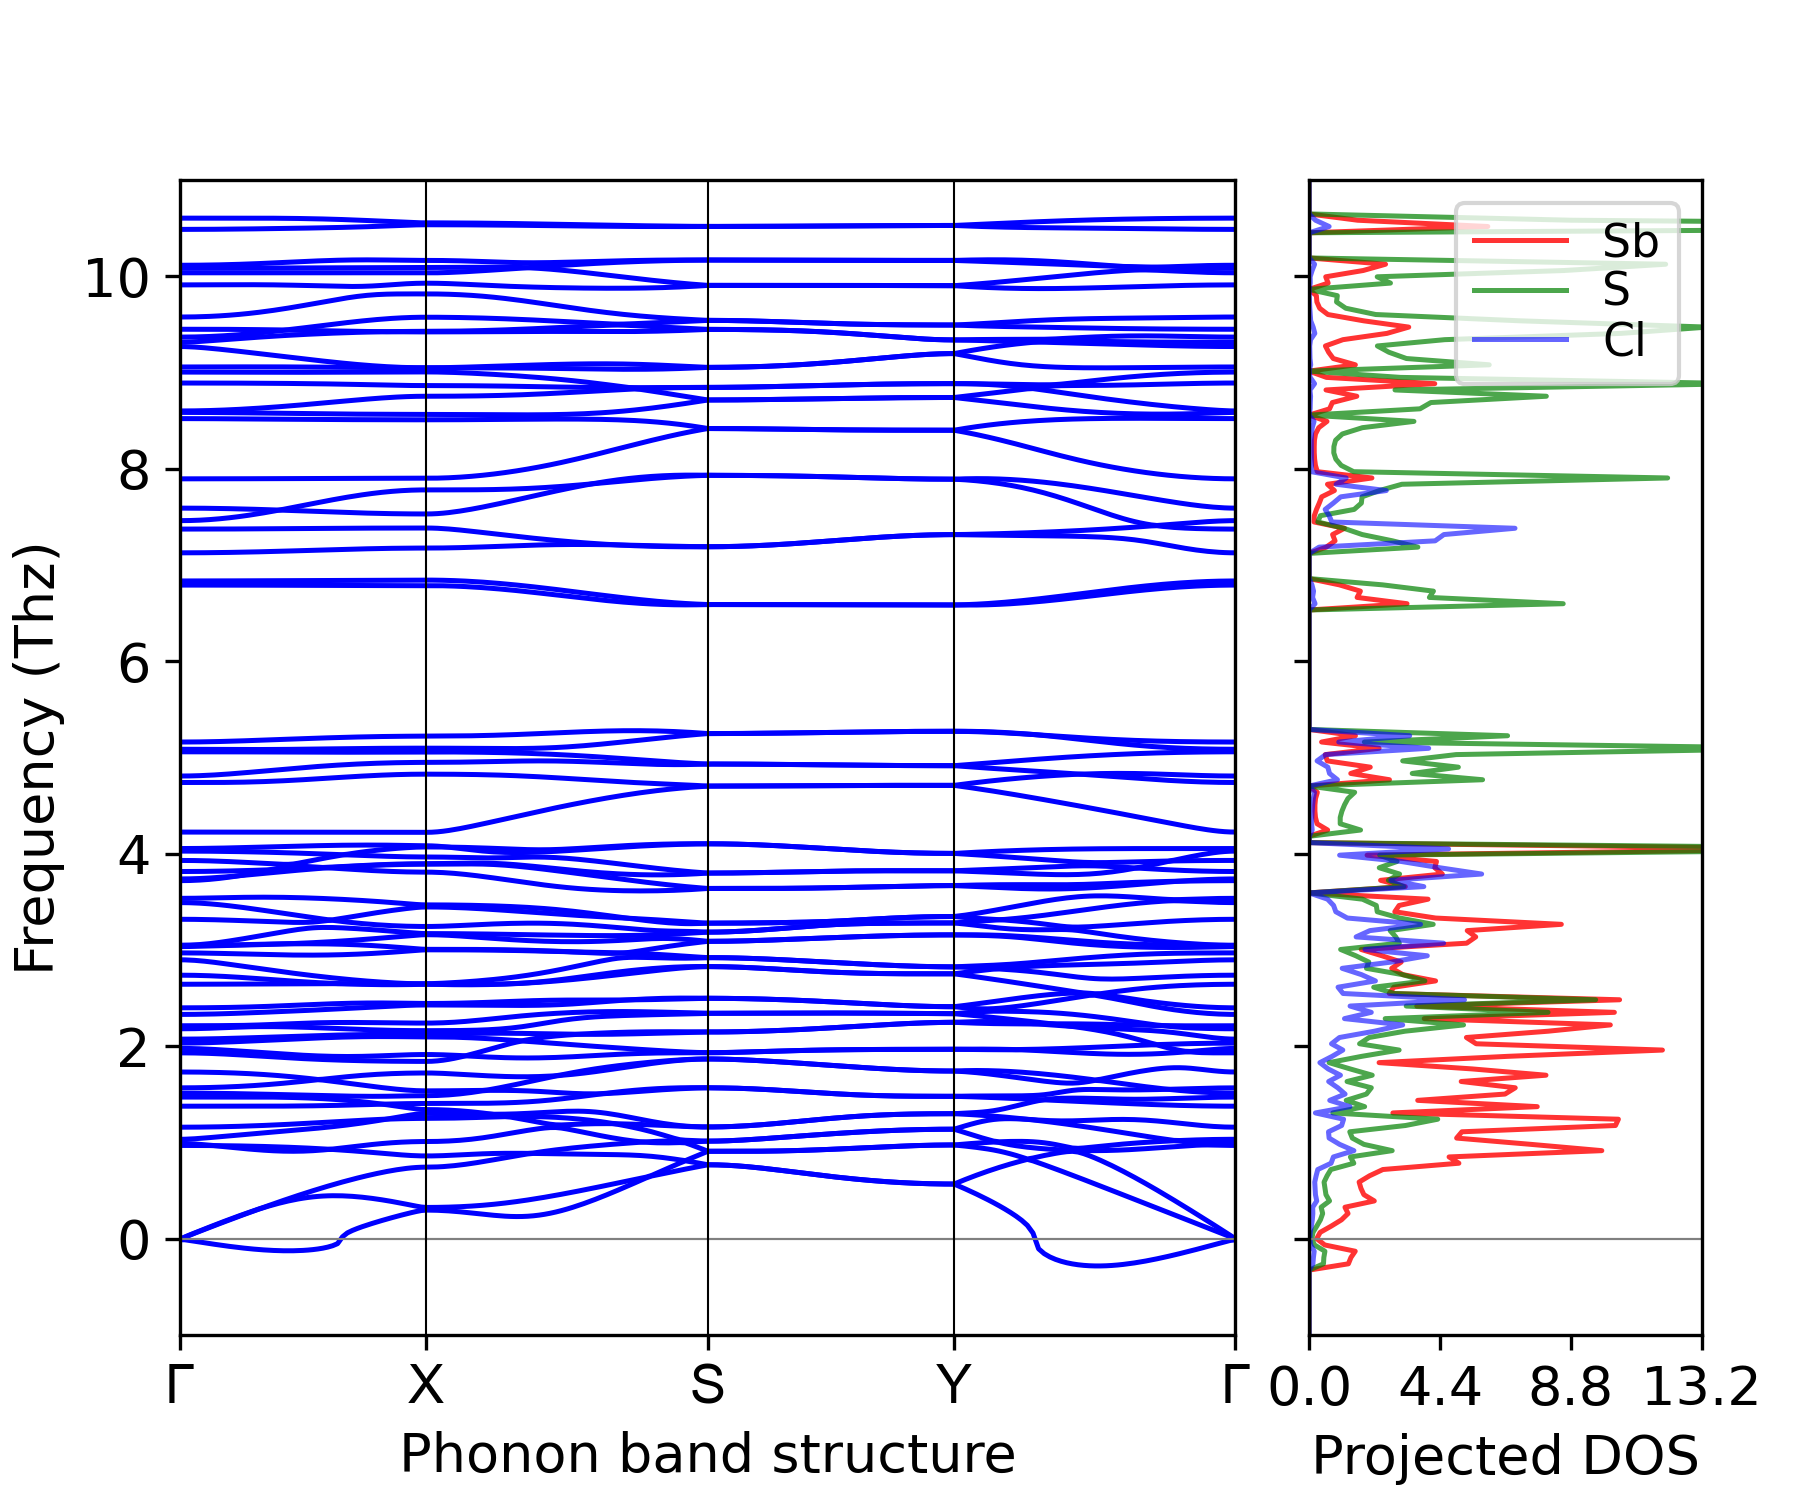 Sb
S
Cl
10
8
6
4
2
0
Frequency (Thz)
Γ X S Y Γ
0.0 4.4 8.8 13.2
Phonon band structure
Projected DOS